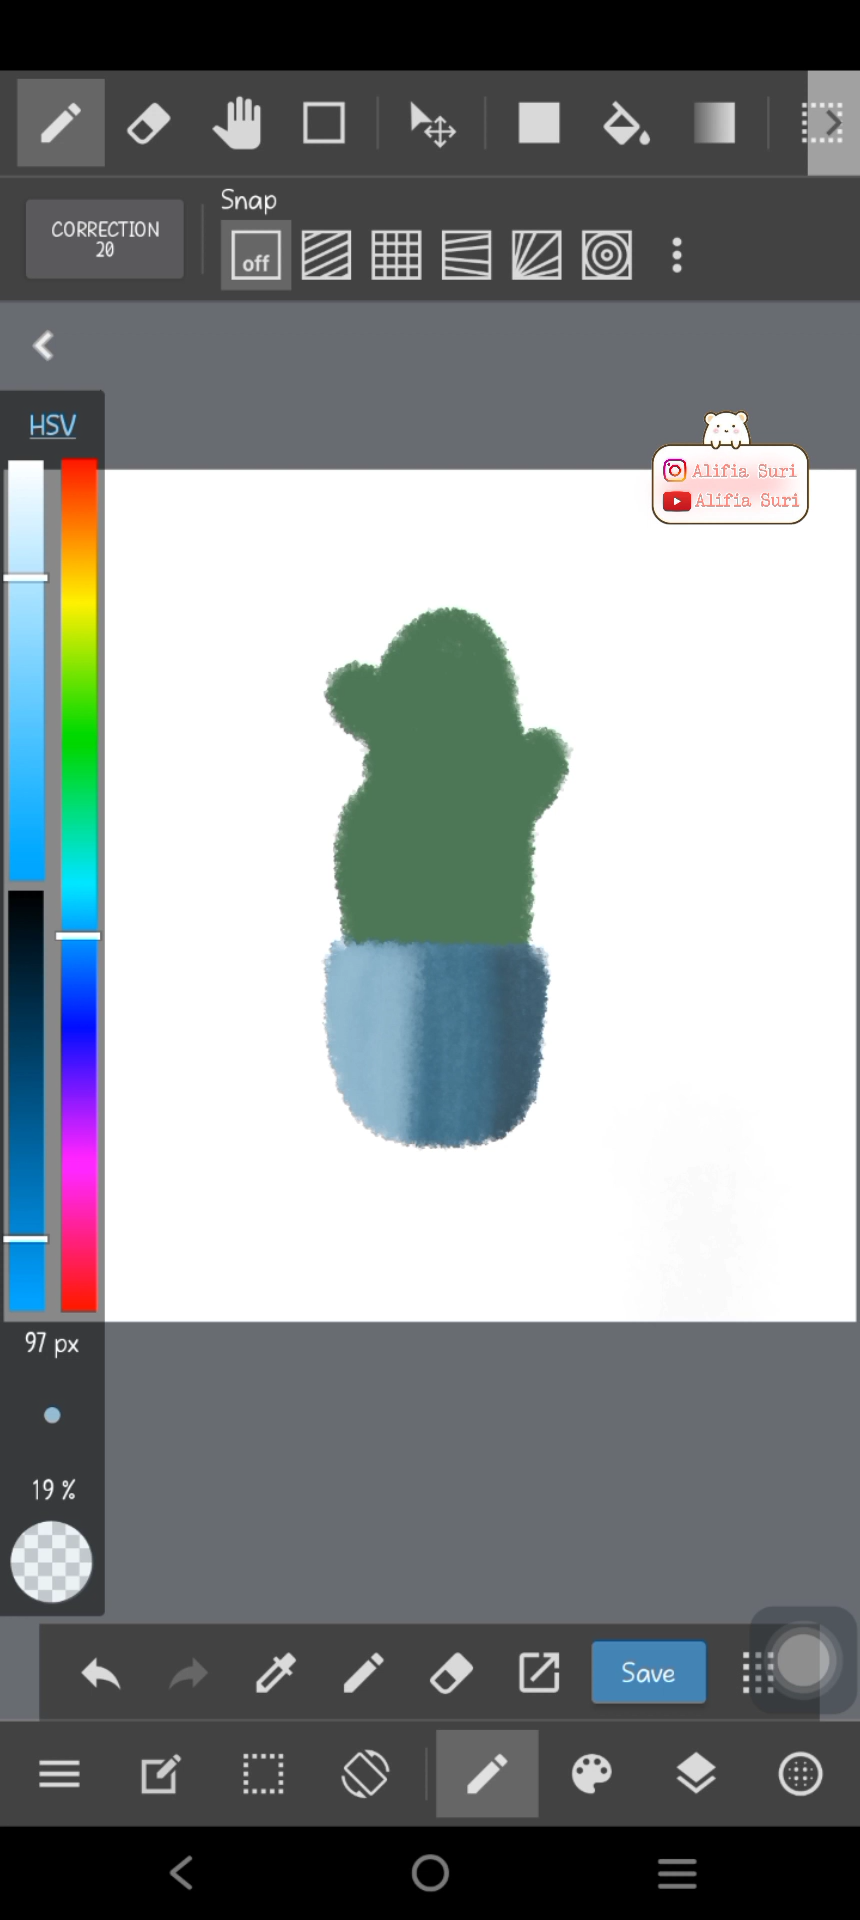 Snap
CORRECTION
20
off
HSV
Alifia Suri
Alifia Suri
97 px
19 %
Save